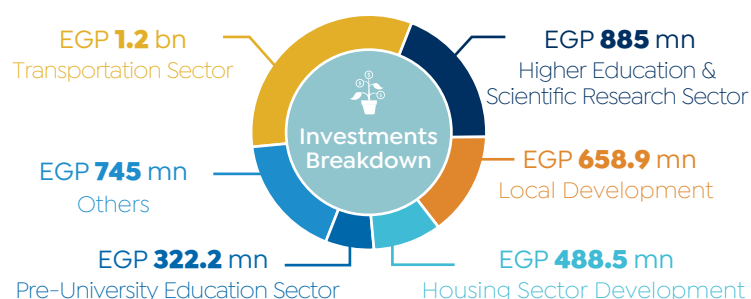 EGP 1.2 bn
Transportation Sector
EGP 885 mn
Higher Education &
Scientific Research Sector
Investments
Breakdown
EGP 745 mn
Others
EGP 658.9 mn
Local Development
EGP 322.2 mn
Pre-University Education Sector
EGP 488.5 mn
Housing Sector Development